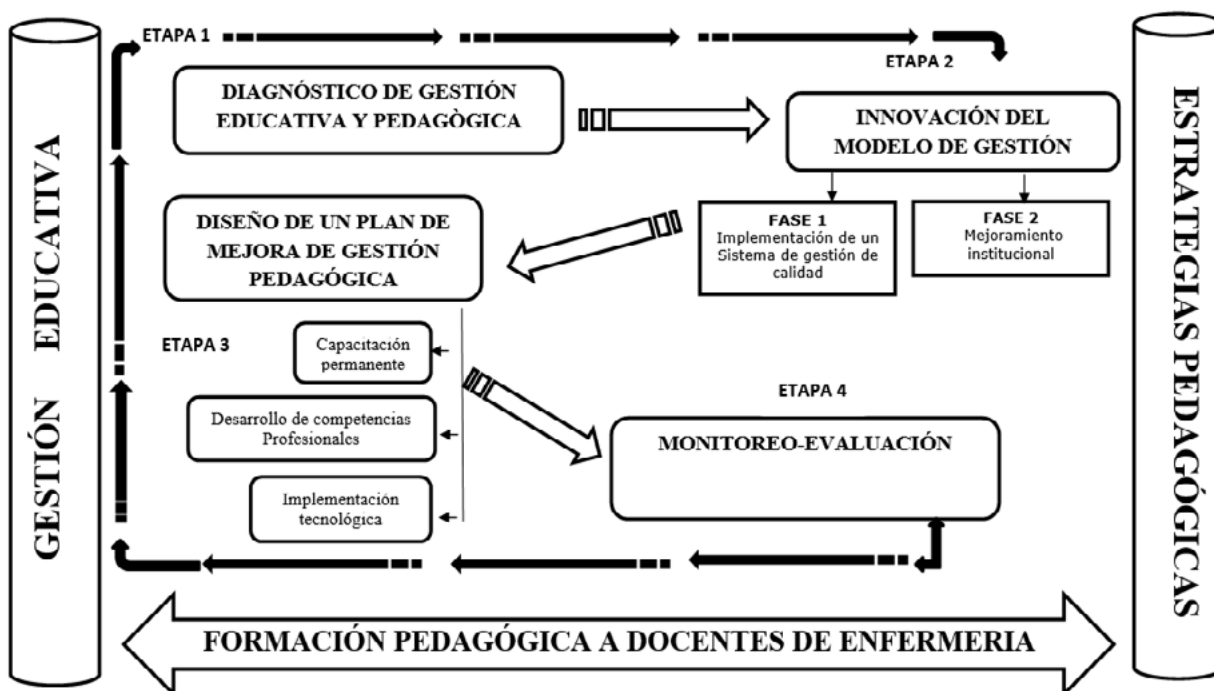 GESTIÓN EDUCATIVA
ETAPA 1
DIAGNÓSTICO DE GESTIÓN
EDUCATIVA Y PEDAGÒGICA
ETAPA 2
INNOVACIÓN DEL
MODELO DE GESTIÓN
FASE 1
Implementación de un
Sistema de gestión de
calidad
FASE 2
Mejoramiento
institucional
DISEÑO DE UN PLAN DE
MEJORA DE GESTIÓN
PEDAGÓGICA
ETAPA 3
Capacitación
permanente
Desarrollo de competencias
Profesionales
Implementación
tecnológica
ETAPA 4
MONITOREO-EVALUACIÓN
FORMACIÓN PEDAGÓGICA A DOCENTES DE ENFERMERIA
ESTRATEGIAS PEDAGÓGICAS